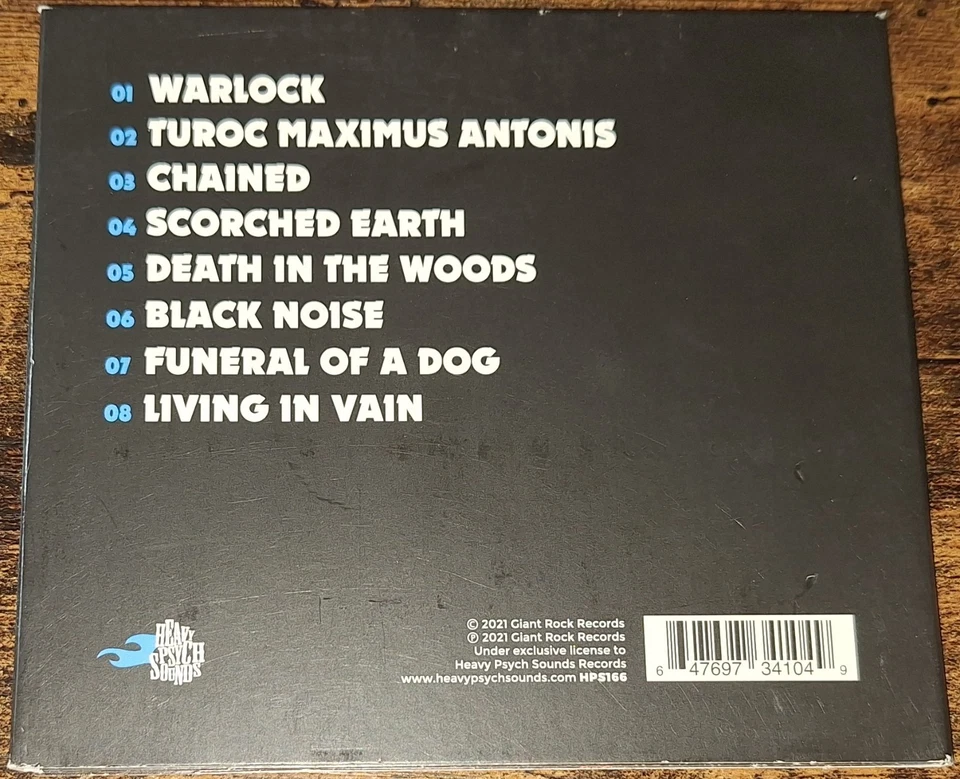 01 WARLOCK
02 TUROC MAXIMUS ANTONIS
03 CHAINED
04 SCORCHED EARTH
05 DEATH IN THE WOODS
06 BLACK NOISE
07 FUNERAL OF A DOG
08 LIVING IN VAIN
HEAVY
PSYCH
SOUNDS
© 2021 Giant Rock Records
℗ 2021 Giant Rock Records
Under exclusive license to
Heavy Psych Sounds Records
www.heavypsychsounds.com HPS166
6 47697 34104 9